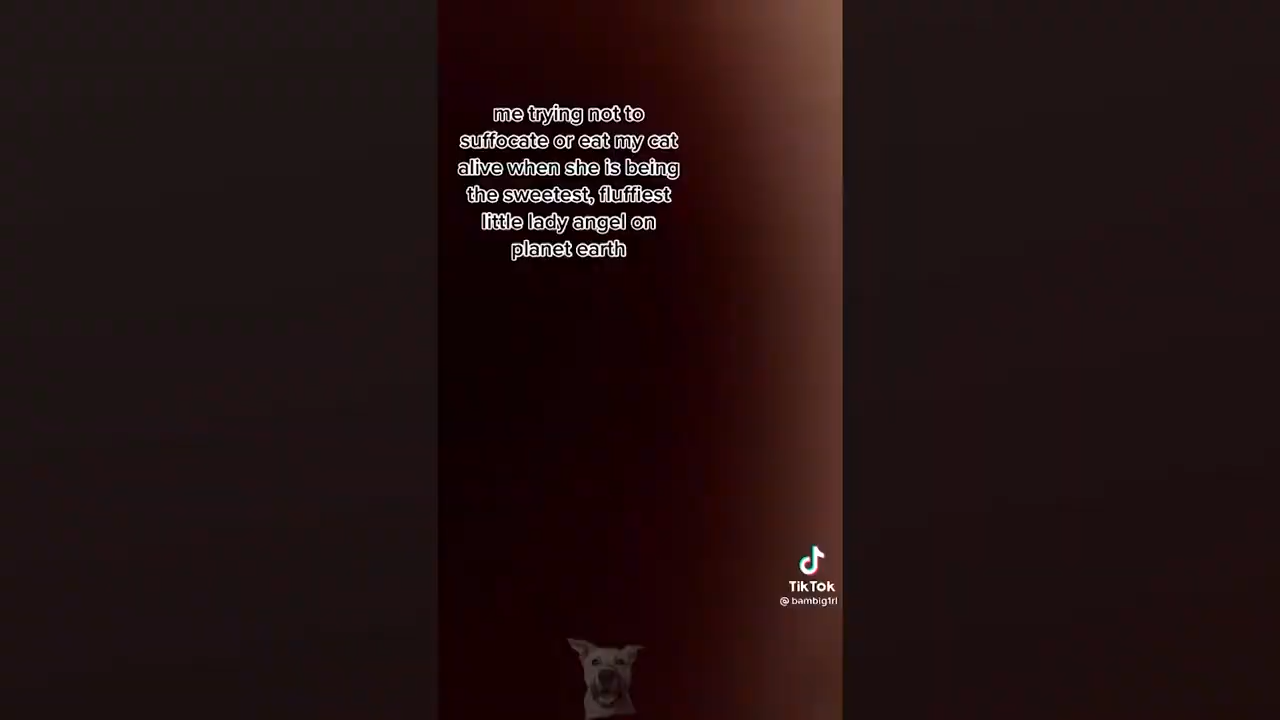 me trying not to
suffocate or eat my cat
alive when she is being
the sweetest, fluffiest
little lady angel on
planet earth
TikTok
@ bambig1rl